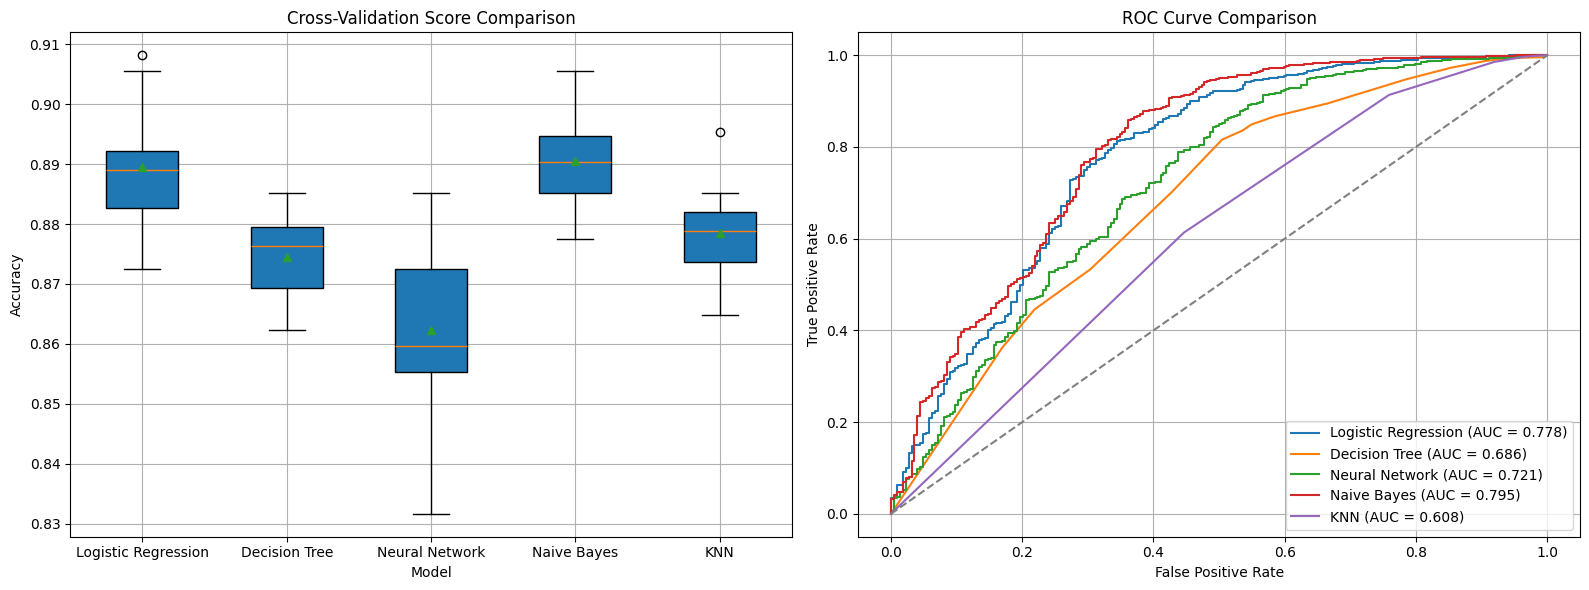 Cross-Validation Score Comparison
0.91
0.90
0.89
0.88
0.87
0.86
0.85
0.84
0.83
Accuracy
Logistic Regression
Decision Tree
Neural Network
Naive Bayes
KNN
Model
ROC Curve Comparison
1.0
0.8
0.6
0.4
0.2
0.0
True Positive Rate
Logistic Regression (AUC = 0.778)
Decision Tree (AUC = 0.686)
Neural Network (AUC = 0.721)
Naive Bayes (AUC = 0.795)
KNN (AUC = 0.608)
0.0
0.2
0.4
0.6
0.8
1.0
False Positive Rate